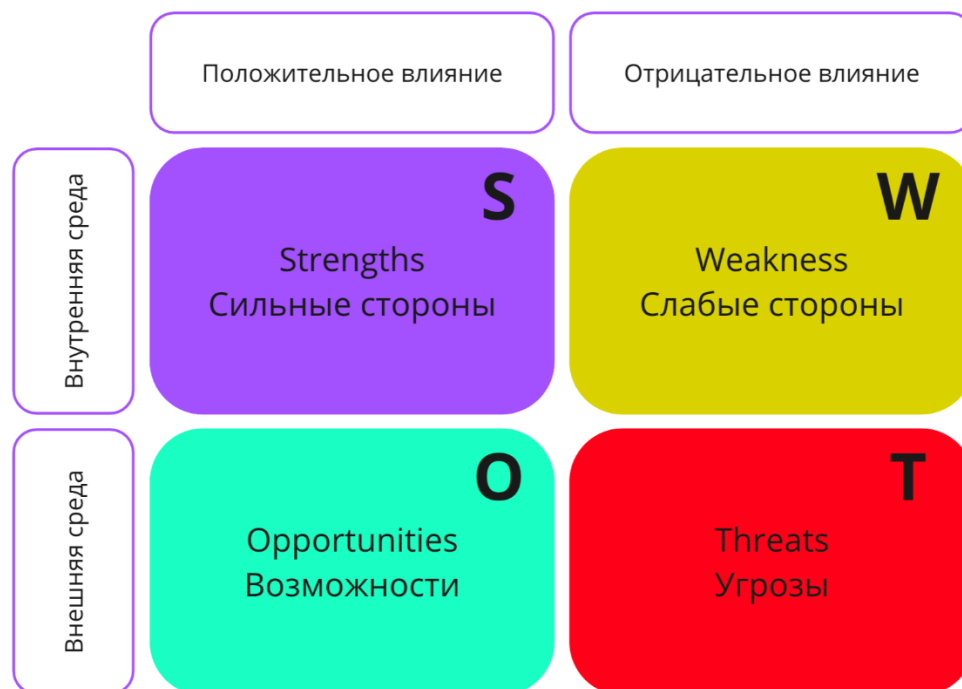 Положительное влияние
Отрицательное влияние
Внутренняя среда
S
Strengths
Сильные стороны
W
Weakness
Слабые стороны
Внешняя среда
O
Opportunities
Возможности
T
Threats
Угрозы